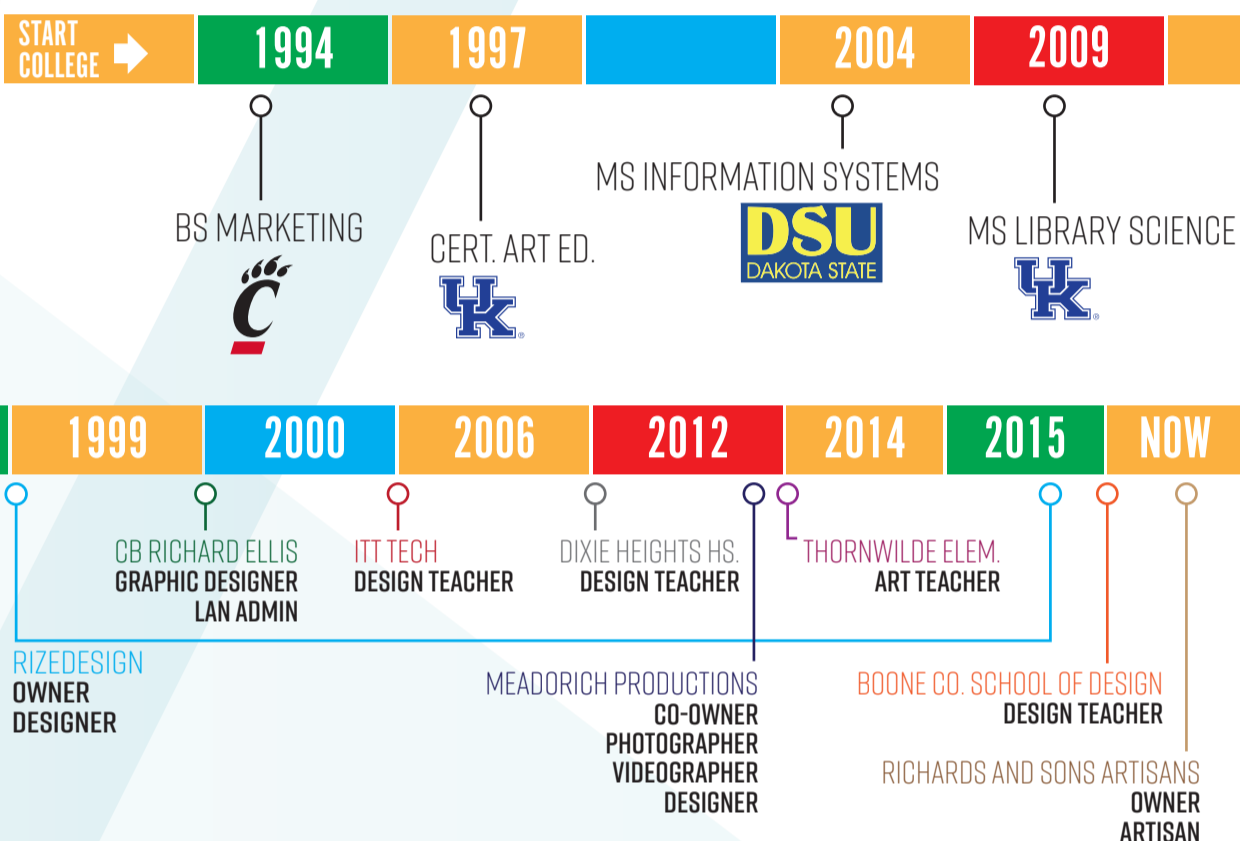 START
COLLEGE
1994
1997
2004
2009
BS MARKETING
C
CERT. ART ED.
UK
MS INFORMATION SYSTEMS
DSU
DAKOTA STATE
MS LIBRARY SCIENCE
UK
1999
2000
2006
2012
2014
2015
NOW
CB RICHARD ELLIS
GRAPHIC DESIGNER
LAN ADMIN
ITT TECH
DESIGN TEACHER
DIXIE HEIGHTS HS.
DESIGN TEACHER
THORNWILDE ELEM.
ART TEACHER
RIZEDESIGN
OWNER
DESIGNER
MEADORICH PRODUCTIONS
CO-OWNER
PHOTOGRAPHER
VIDEOGRAPHER
DESIGNER
BOONE CO. SCHOOL OF DESIGN
DESIGN TEACHER
RICHARDS AND SONS ARTISANS
OWNER
ARTISAN